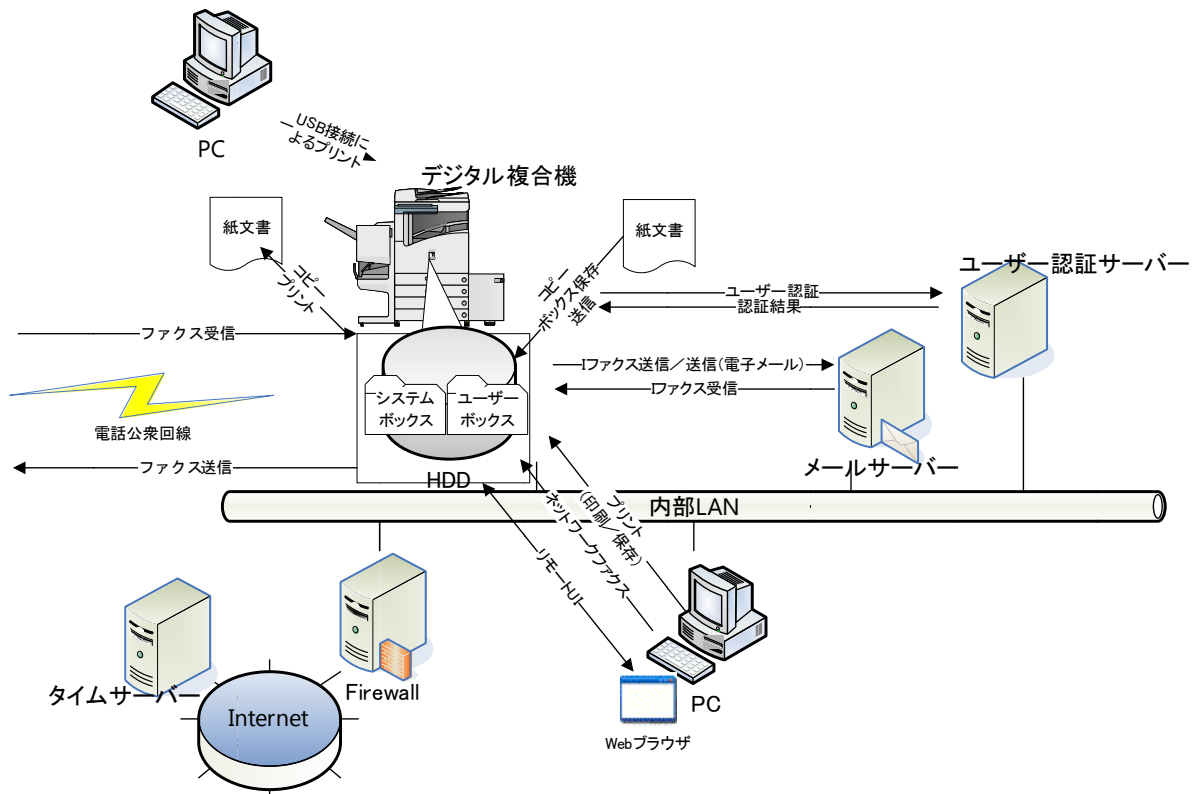 PC
USB接続に
よるプリント
デジタル複合機
紙文書
紙文書
コピー
プリント
コピー
ボックス保存
送信
ユーザー認証サーバー
ユーザー認証
認証結果
ファクス受信
Iファクス送信／送信(電子メール)
Iファクス受信
システム
ボックス
ユーザー
ボックス
電話公衆回線
ファクス送信
HDD
メールサーバー
内部LAN
プリント
(印刷／保存)
ネットワークファクス
リモートUI
タイムサーバー
Firewall
Internet
PC
Webブラウザ